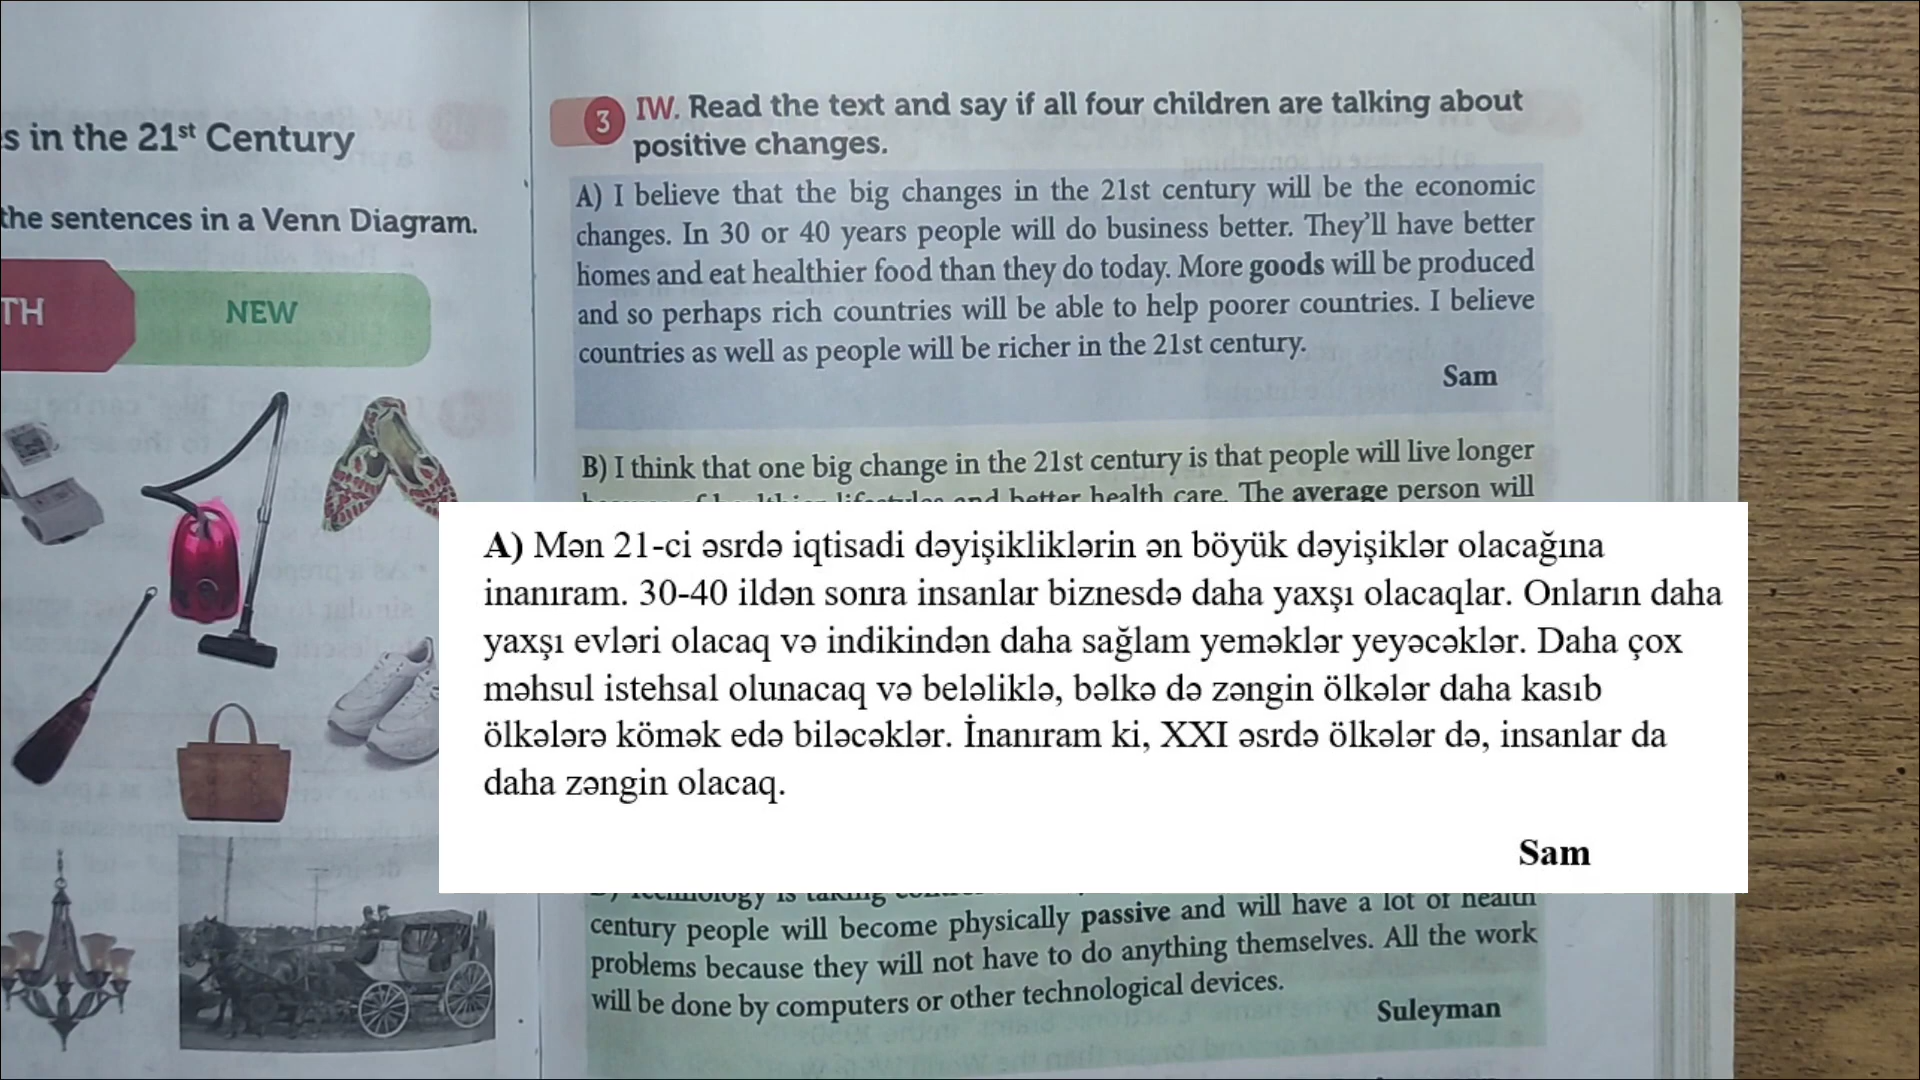 s in the 21st Century
the sentences in a Venn Diagram.
TH
NEW
3 IW. Read the text and say if all four children are talking about
positive changes.
A) I believe that the big changes in the 21st century will be the economic
changes. In 30 or 40 years people will do business better. They'll have better
homes and eat healthier food than they do today. More goods will be produced
and so perhaps rich countries will be able to help poorer countries. I believe
countries as well as people will be richer in the 21st century.
Sam
B) I think that one big change in the 21st century is that people will live longer
and better health care. The average person will
A) Mən 21-ci əsrdə iqtisadi dəyişikliklərin ən böyük dəyişiklər olacağına
inanıram. 30-40 ildən sonra insanlar biznesdə daha yaxşı olacaqlar. Onların daha
yaxşı evləri olacaq və indikindən daha sağlam yeməklər yeyəcəklər. Daha çox
məhsul istehsal olunacaq və beləliklə, bəlkə də zəngin ölkələr daha kasıb
ölkələrə kömək edə biləcəklər. İnanıram ki, XXI əsrdə ölkələr də, insanlar da
daha zəngin olacaq.
Sam
is taking
century people will become physically passive and will have a lot of health
problems because they will not have to do anything themselves. All the work
will be done by computers or other technological devices.
Suleyman